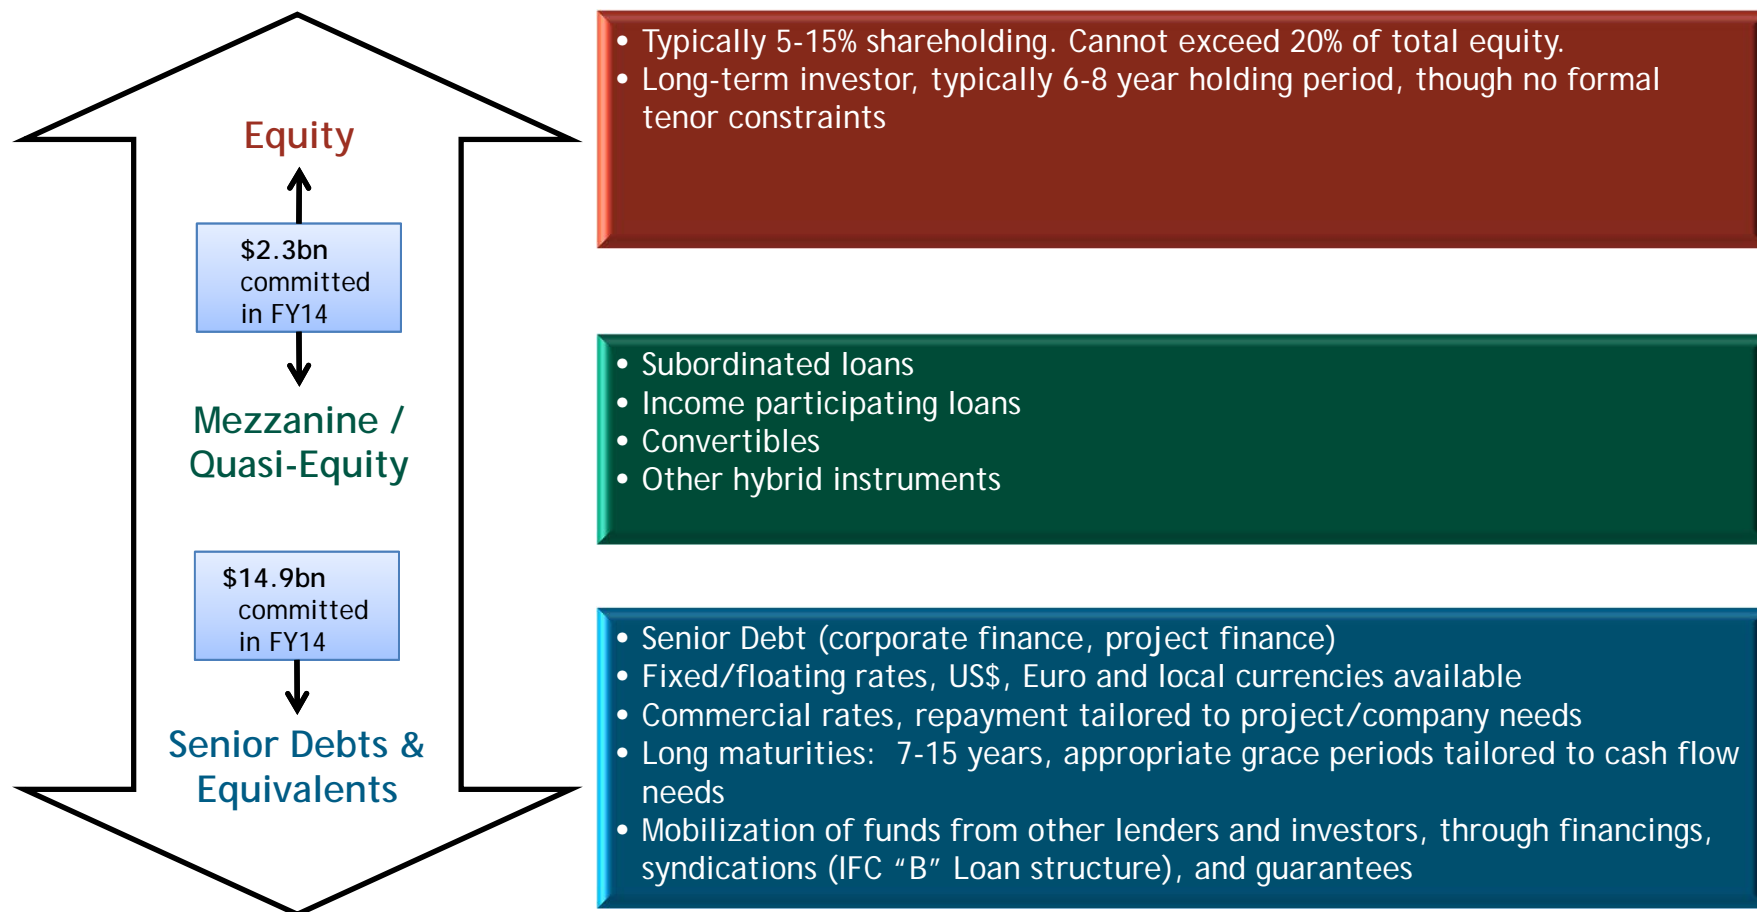 Equity
$2.3bn
committed
in FY14
Mezzanine /
Quasi-Equity
$14.9bn
committed
in FY14
Senior Debts &
Equivalents
• Typically 5-15% shareholding. Cannot exceed 20% of total equity.
• Long-term investor, typically 6-8 year holding period, though no formal
tenor constraints
• Subordinated loans
• Income participating loans
• Convertibles
• Other hybrid instruments
• Senior Debt (corporate finance, project finance)
• Fixed/floating rates, US$, Euro and local currencies available
• Commercial rates, repayment tailored to project/company needs
• Long maturities:  7-15 years, appropriate grace periods tailored to cash flow
needs
• Mobilization of funds from other lenders and investors, through financings,
syndications (IFC “B” Loan structure), and guarantees